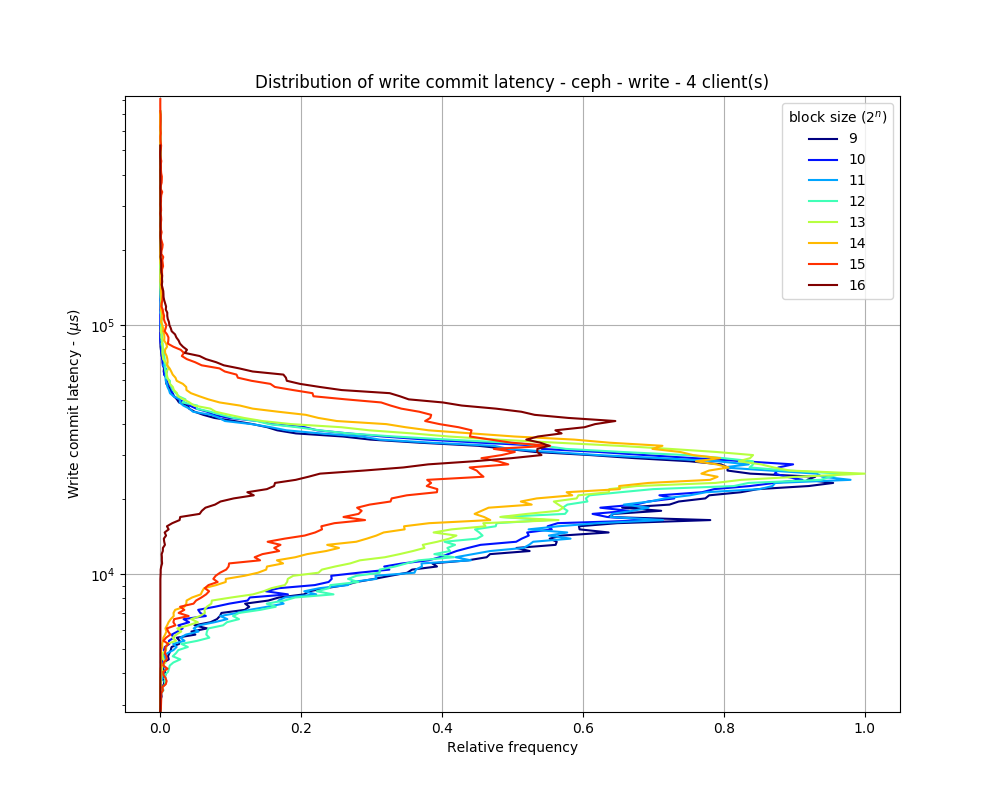 Distribution of write commit latency - ceph - write - 4 client(s)
block size (2ⁿ)
9
10
11
12
13
14
15
16
Write commit latency - (μs)
10⁵
10⁴
0.0 0.2 0.4 0.6 0.8 1.0
Relative frequency